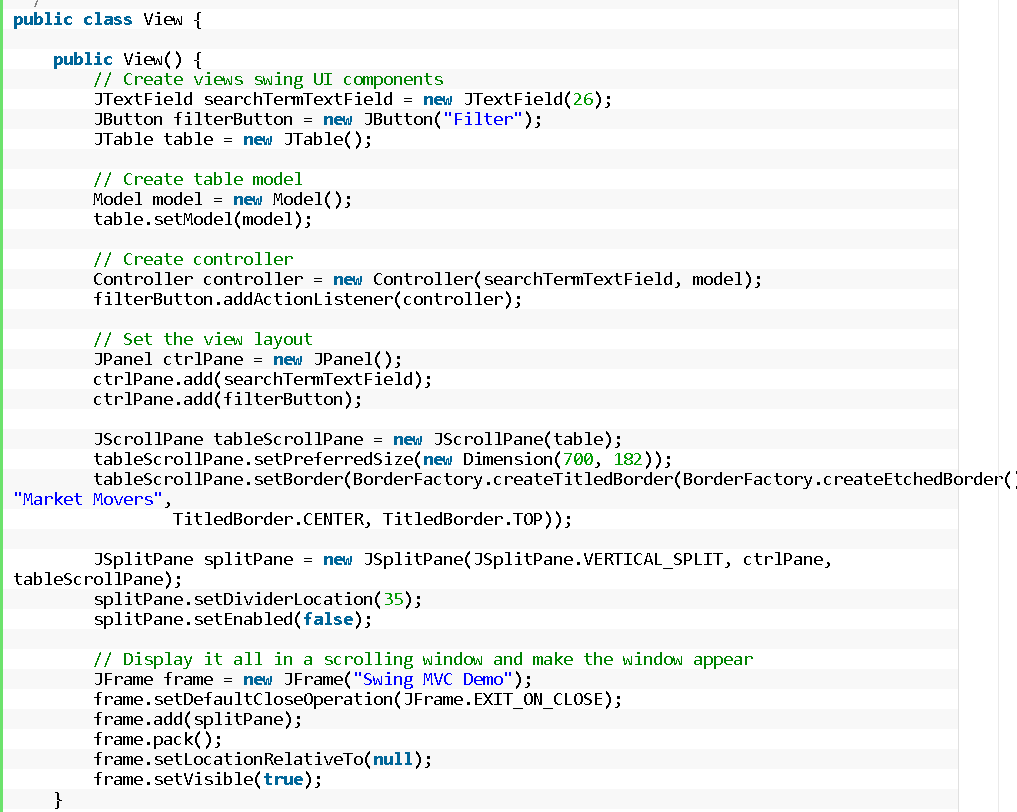 public class View {
public View() {
// Create views swing UI components
JTextField searchTermTextField = new JTextField(26);
JButton filterButton = new JButton("Filter");
JTable table = new JTable();
// Create table model
Model model = new Model();
table.setModel(model);
// Create controller
Controller controller = new Controller(searchTermTextField, model);
filterButton.addActionListener(controller);
// Set the view layout
JPanel ctrlPane = new JPanel();
ctrlPane.add(searchTermTextField);
ctrlPane.add(filterButton);
JScrollPane tableScrollPane = new JScrollPane(table);
tableScrollPane.setPreferredSize(new Dimension(700, 182));
tableScrollPane.setBorder(BorderFactory.createTitledBorder(BorderFactory.createEtchedBorder()
"Market Movers",
TitledBorder.CENTER, TitledBorder.TOP));
JSplitPane splitPane = new JSplitPane(JSplitPane.VERTICAL_SPLIT, ctrlPane,
tableScrollPane);
splitPane.setDividerLocation(35);
splitPane.setEnabled(false);
// Display it all in a scrolling window and make the window appear
JFrame frame = new JFrame("Swing MVC Demo");
frame.setDefaultCloseOperation(JFrame.EXIT_ON_CLOSE);
frame.add(splitPane);
frame.pack();
frame.setLocationRelativeTo(null);
frame.setVisible(true);
}